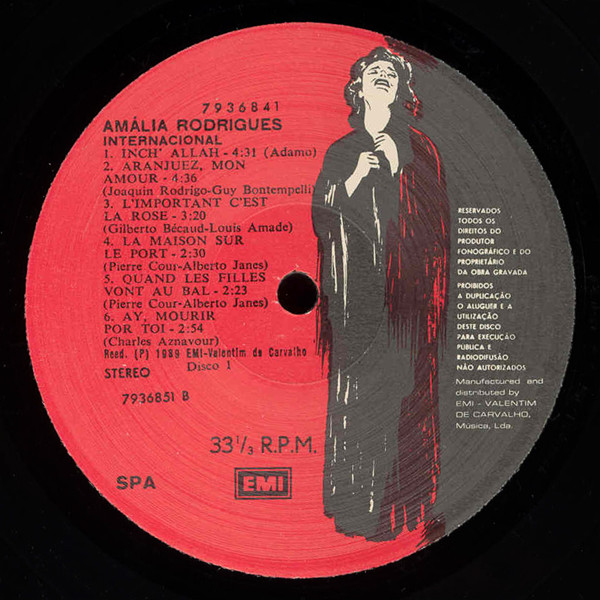 7936841
AMÁLIA RODRIGUES
INTERNACIONAL
1. INCH' ALLAH - 4:31 (Adamo)
2. ARANJUEZ, MON
AMOUR - 4:36
(Joaquin Rodrigo-Guy Bontempelli)
3. L'IMPORTANT C'EST
LA ROSE - 3:20
(Gilberto Bécaud-Louis Amade)
4. LA MAISON SUR
LE PORT - 2:30
(Pierre Cour-Alberto Janes)
5. QUAND LES FILLES
VONT AU BAL - 2:23
(Pierre Cour-Alberto Janes)
6. AY, MOURIR
POR TOI - 2:54
(Charles Aznavour)
Reed. (P) 1989 EMI-Valentim de Carvalho
STEREO
Disco 1
7936851 B
33 1/3 R.P.M.
SPA
EMI
RESERVADOS
TODOS OS
DIREITOS DO
PRODUTOR
FONOGRÁFICO E DO
PROPRIETÁRIO
DA OBRA GRAVADA
PROIBIDOS
A DUPLICAÇÃO
O ALUGUER E A
UTILIZAÇÃO
DESTE DISCO
PARA EXECUÇÃO
PUBLICA E
RADIODIFUSÃO
NÃO AUTORIZADOS
Manufactured and
distributed by
EMI - VALENTIM
DE CARVALHO,
Música, Lda.